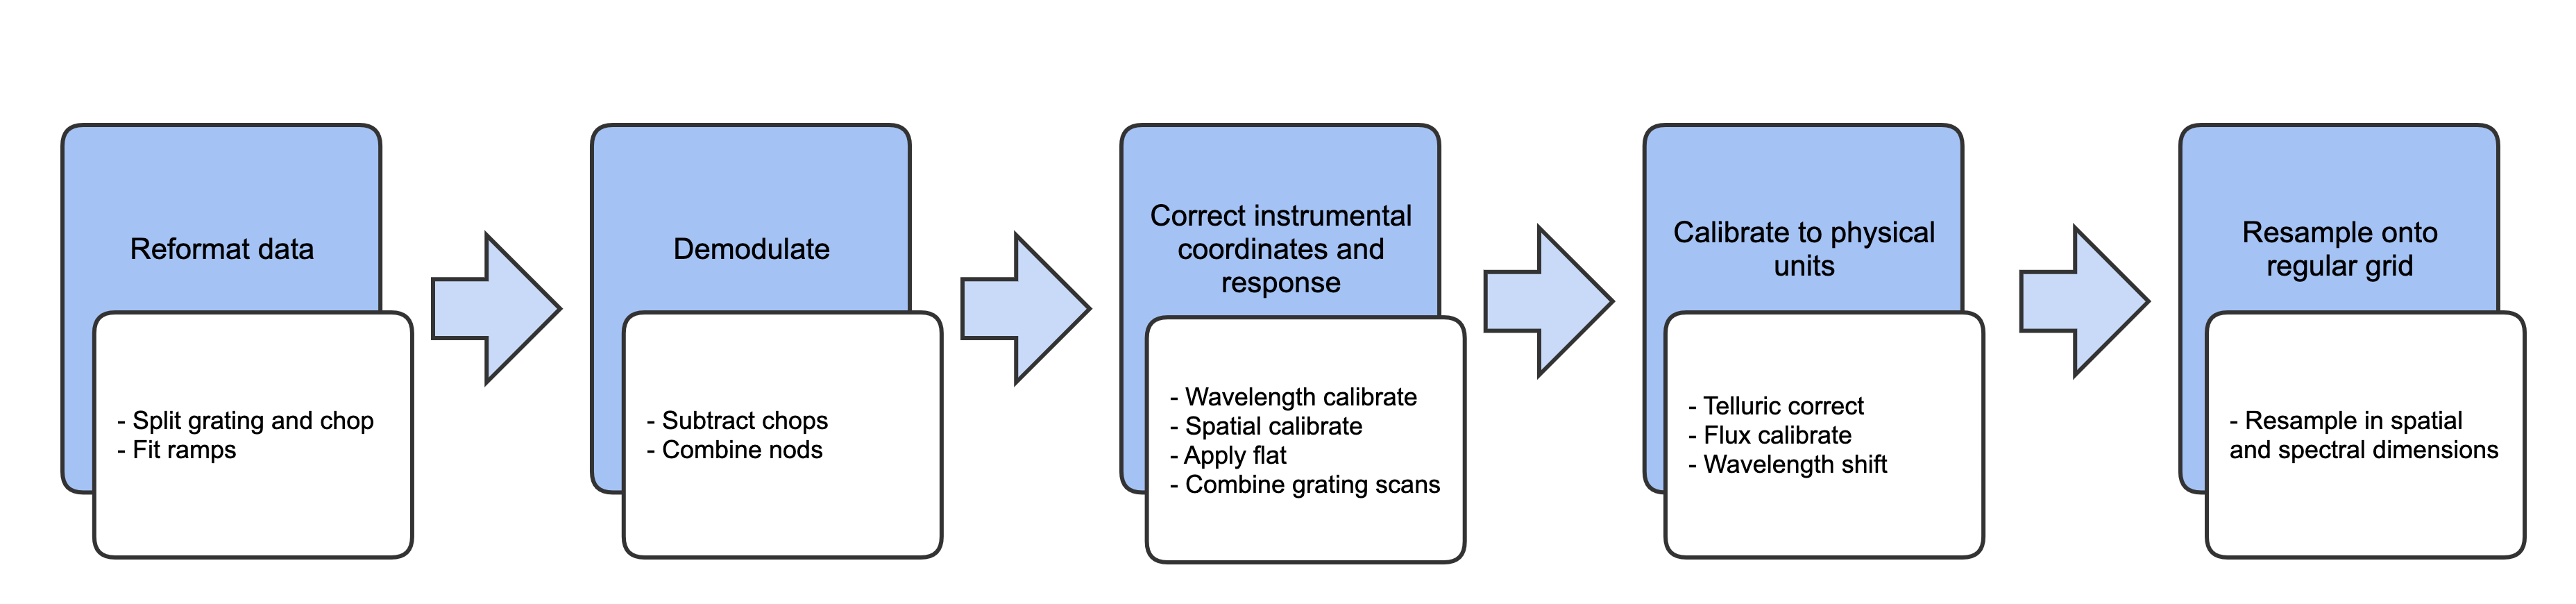 Reformat data
- Split grating and chop
- Fit ramps
Demodulate
- Subtract chops
- Combine nods
Correct instrumental
coordinates and
response
- Wavelength calibrate
- Spatial calibrate
- Apply flat
- Combine grating scans
Calibrate to physical
units
- Telluric correct
- Flux calibrate
- Wavelength shift
Resample onto
regular grid
- Resample in spatial
and spectral dimensions